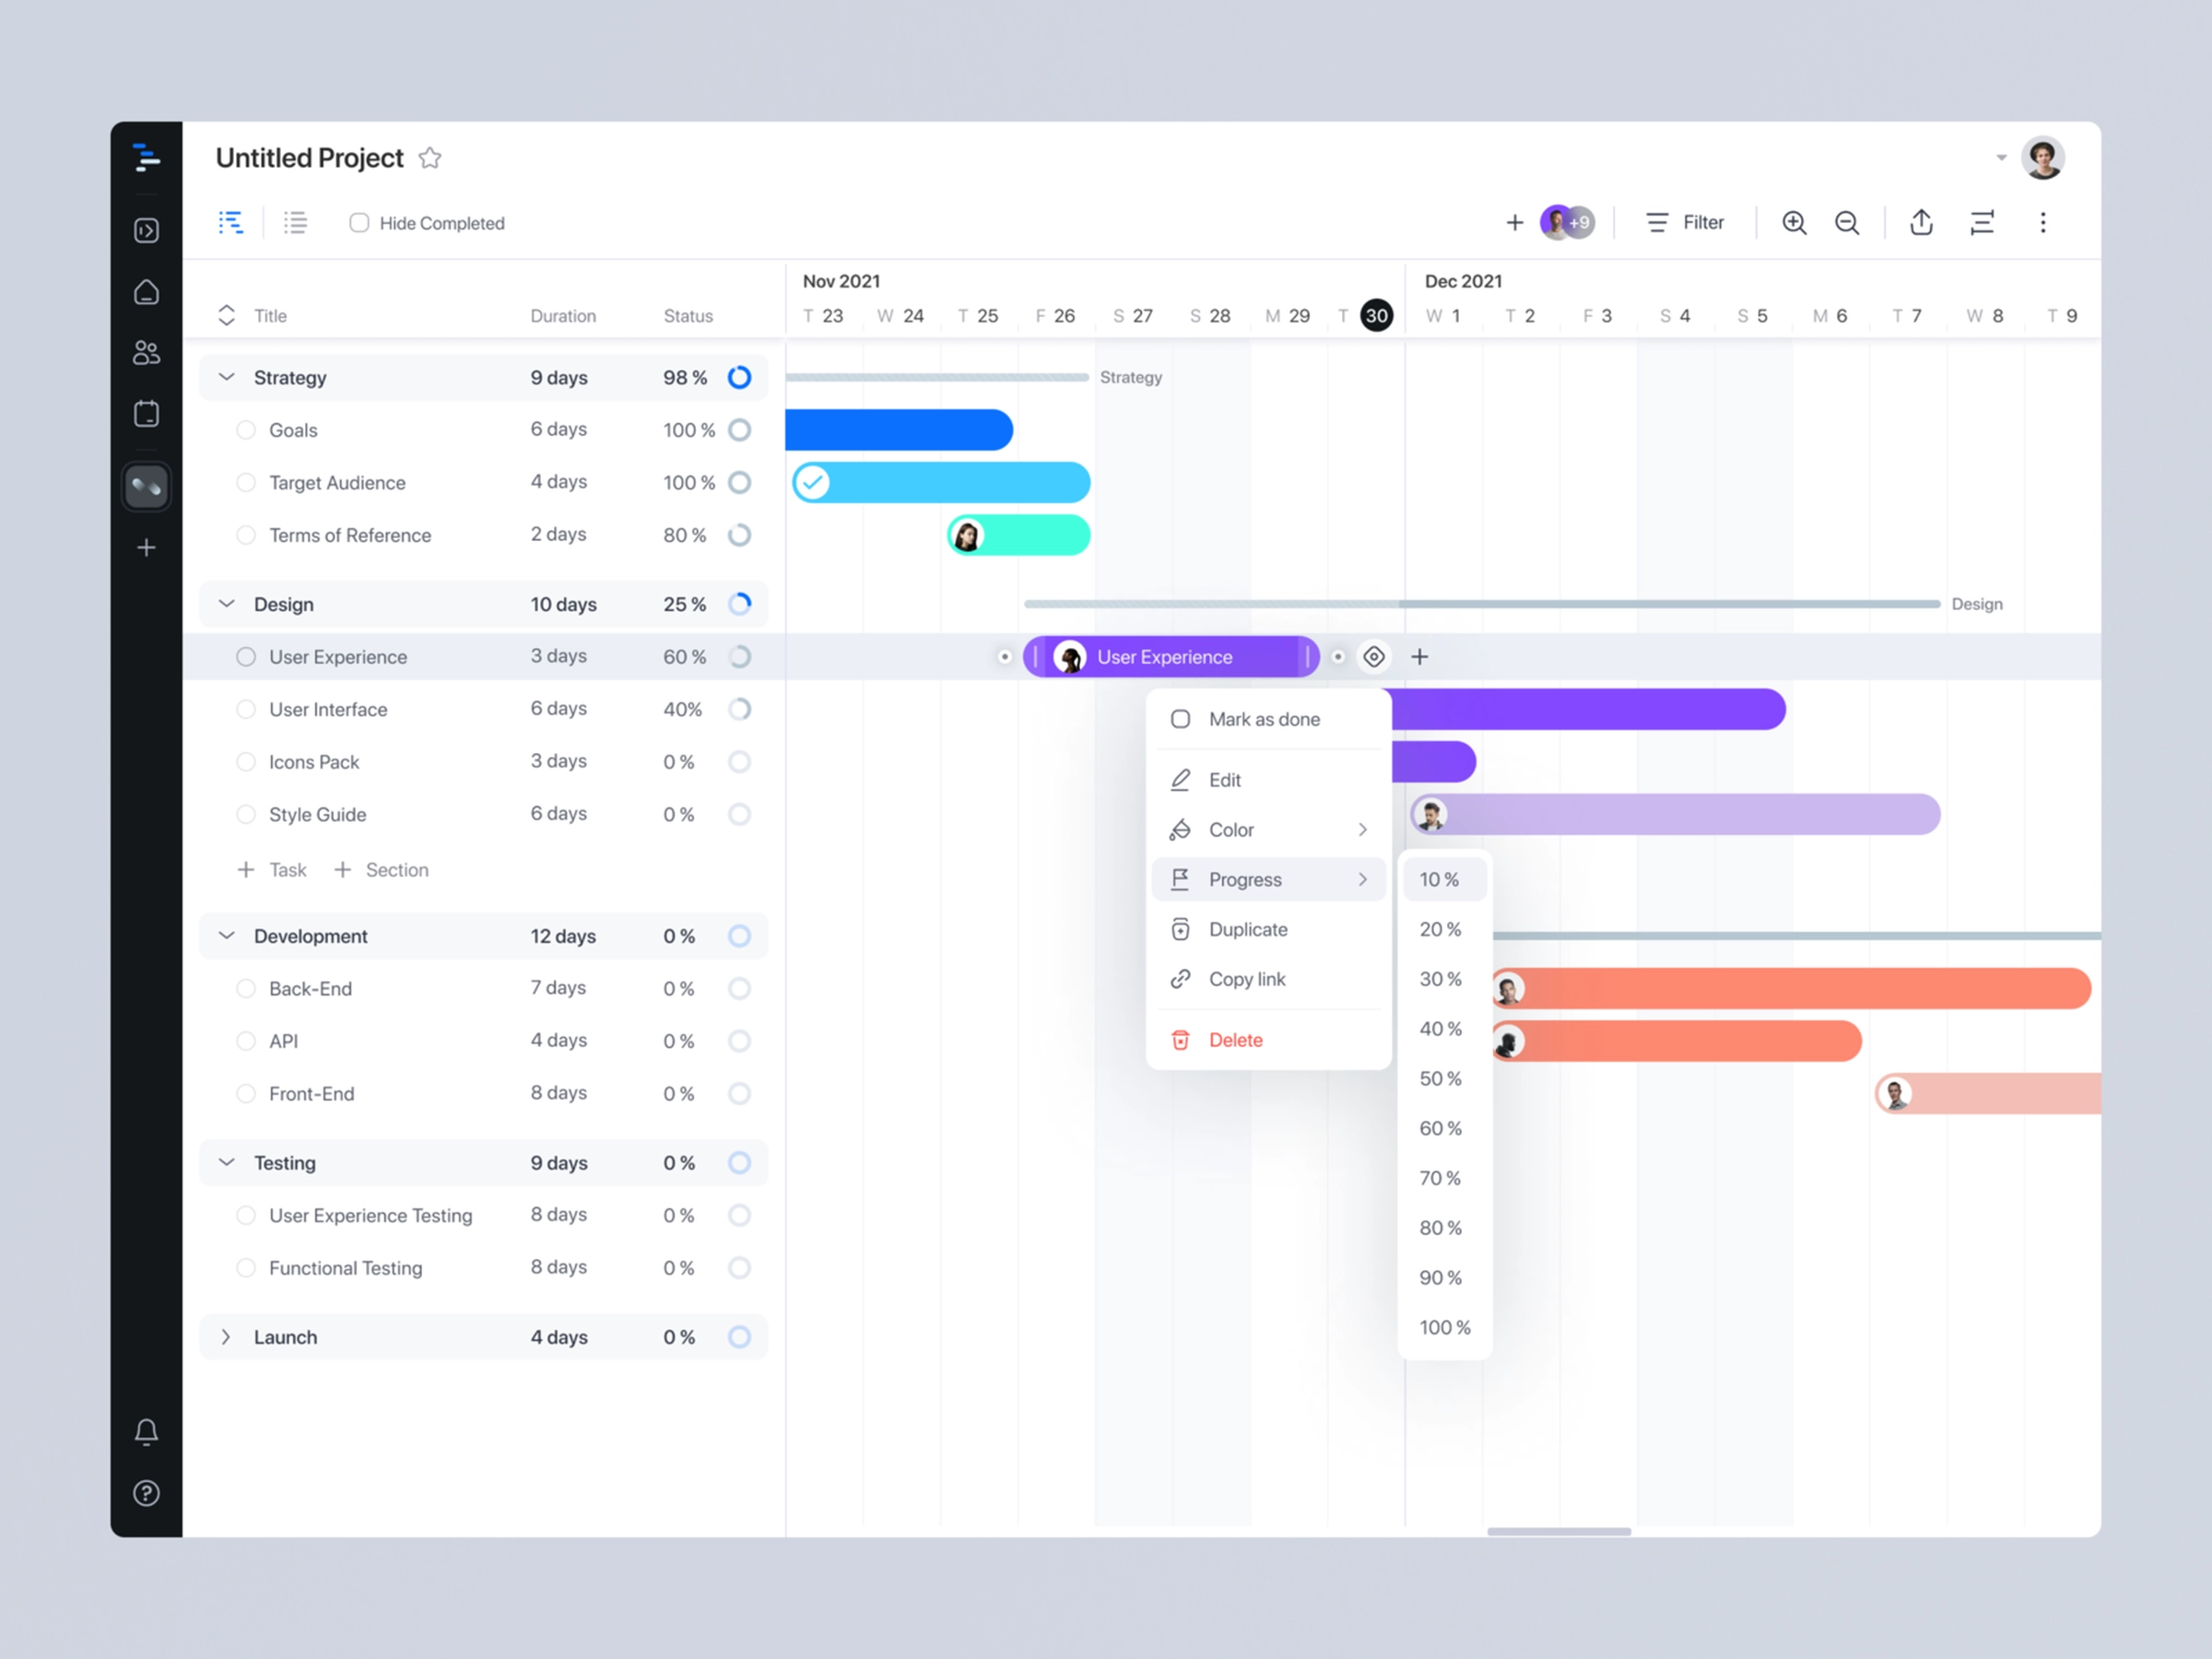 Untitled Project
Hide Completed
+9
Filter
Nov 2021
Dec 2021
Title Duration Status
T 23 W 24 T 25 F 26 S 27 S 28 M 29 T 30 W 1 T 2 F 3 S 4 S 5 M 6 T 7 W 8 T 9
Strategy 9 days 98 % Strategy
Goals 6 days 100 %
Target Audience 4 days 100 %
Terms of Reference 2 days 80 %
Design 10 days 25 % Design
User Experience 3 days 60 % User Experience
User Interface 6 days 40%
Icons Pack 3 days 0 %
Style Guide 6 days 0 %
Task Section
Development 12 days 0 %
Back-End 7 days 0 %
API 4 days 0 %
Front-End 8 days 0 %
Testing 9 days 0 %
User Experience Testing 8 days 0 %
Functional Testing 8 days 0 %
Launch 4 days 0 %
Mark as done
Edit
Color
Progress
Duplicate
Copy link
Delete
10 %
20 %
30 %
40 %
50 %
60 %
70 %
80 %
90 %
100 %